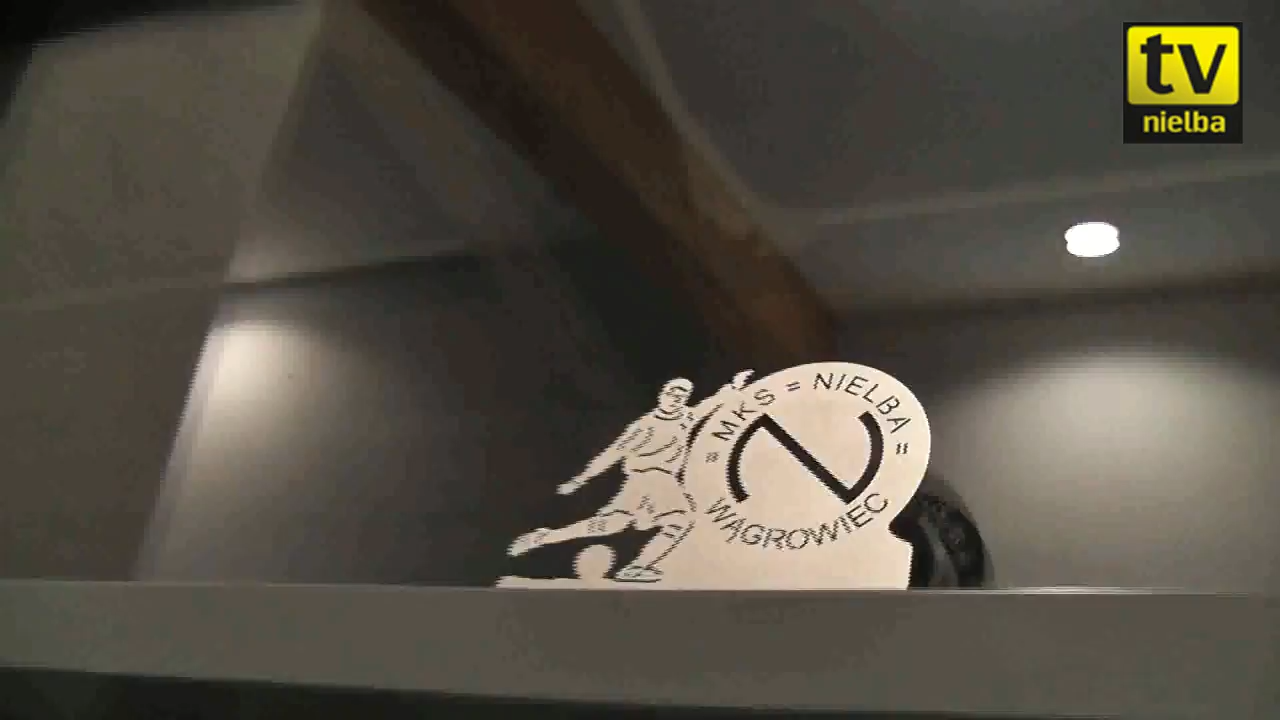 tv
nielba
= MKS = NIELBA =
WĄGROWIEC